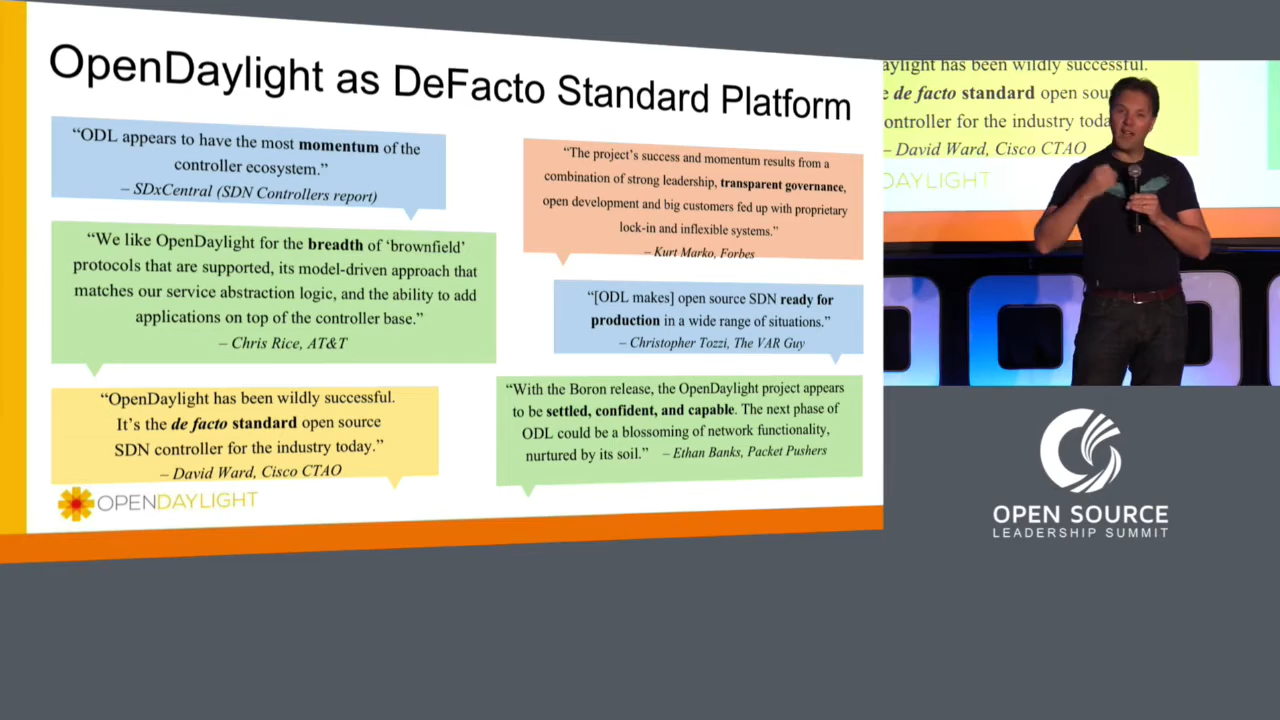 OpenDaylight as DeFacto Standard Platform
“ODL appears to have the most momentum of the
controller ecosystem.”
– SDxCentral (SDN Controllers report)
“We like OpenDaylight for the breadth of ‘brownfield’
protocols that are supported, its model-driven approach that
matches our service abstraction logic, and the ability to add
applications on top of the controller base.”
– Chris Rice, AT&T
“OpenDaylight has been wildly successful.
It’s the de facto standard open source
SDN controller for the industry today.”
– David Ward, Cisco CTAO
OPENDAYLIGHT
“The project’s success and momentum results from a
combination of strong leadership, transparent governance,
open development and big customers fed up with proprietary
lock-in and inflexible systems.”
– Kurt Marko, Forbes
“[ODL makes] open source SDN ready for
production in a wide range of situations.”
– Christopher Tozzi, The VAR Guy
“With the Boron release, the OpenDaylight project appears
to be settled, confident, and capable. The next phase of
ODL could be a blossoming of network functionality,
nurtured by its soil.” – Ethan Banks, Packet Pushers
aylight has been wildly successful.
e de facto standard open sou
ontroller for the industry toda
– David Ward, Cisco CTAO
DAYLIGHT
OPEN SOURCE
LEADERSHIP SUMMIT